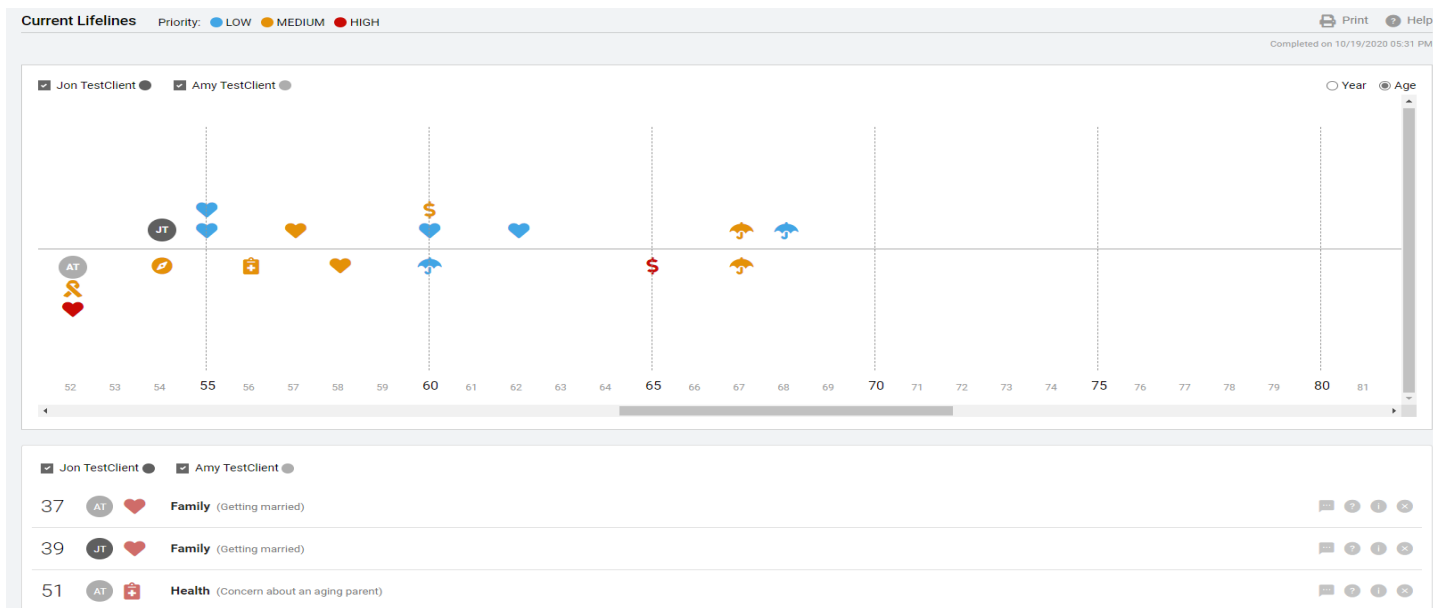 Current Lifelines Priority: LOW MEDIUM HIGH Print ? Help
Completed on 10/19/2020 05:31 PM
Jon TestClient Amy TestClient Year Age
$
JT
AT $
52 53 54 55 56 57 58 59 60 61 62 63 64 65 66 67 68 69 70 71 72 73 74 75 76 77 78 79 80 81
Jon TestClient Amy TestClient
37 AT Family (Getting married) ? i
39 JT Family (Getting married) ? i
51 AT Health (Concern about an aging parent) ? i